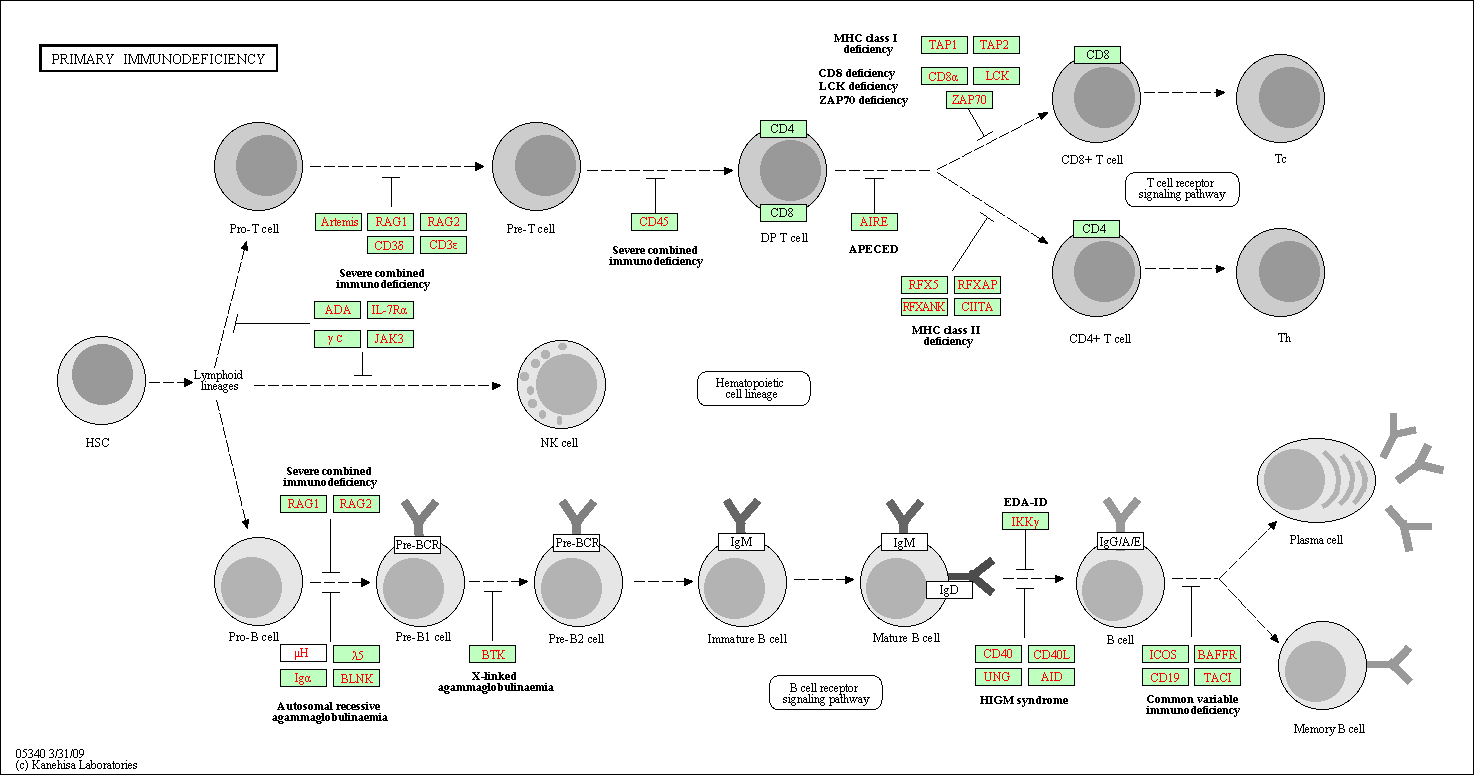 PRIMARY IMMUNODEFICIENCY
MHC class I
deficiency
TAP1
TAP2
CD8 deficiency
LCK deficiency
ZAP70 deficiency
CD8α
LCK
ZAP70
CD8
CD8+ T cell
Tc
T cell receptor
signaling pathway
CD4
CD8
DP T cell
Pro-T cell
Pre-T cell
Artemis
RAG1
RAG2
CD3δ
CD3ε
Severe combined
immunodeficiency
CD45
Severe combined
immunodeficiency
AIRE
APECED
CD4
CD4+ T cell
Th
RFX5
RFXAP
RFXANK
CIITA
MHC class II
deficiency
ADA
IL-7Rα
γc
JAK3
HSC
Lymphoid
lineages
NK cell
Hematopoietic
cell lineage
Severe combined
immunodeficiency
RAG1
RAG2
Pro-B cell
Pre-BCR
Pre-B1 cell
Pre-BCR
Pre-B2 cell
IgM
Immature B cell
IgM
IgD
Mature B cell
EDA-ID
IKKγ
IgG/A/E
B cell
Plasma cell
Memory B cell
μH
λ5
Igα
BLNK
Autosomal recessive
agammaglobulinaemia
BTK
X-linked
agammaglobulinaemia
B cell receptor
signaling pathway
CD40
CD40L
UNG
AID
HIGM syndrome
ICOS
BAFFR
CD19
TACI
Common variable
immunodeficiency
05340 3/31/09
(c) Kanehisa Laboratories